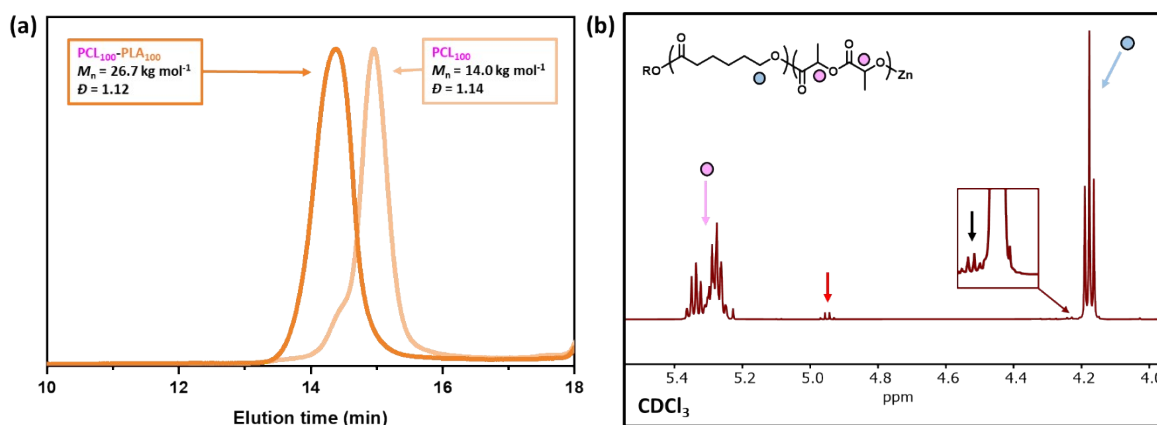 (a)
PCL₁₀₀-PLA₁₀₀
Mₙ = 26.7 kg mol⁻¹
Đ = 1.12
PCL₁₀₀
Mₙ = 14.0 kg mol⁻¹
Đ = 1.14
10 12 14 16 18
Elution time (min)
(b)
O
RO
O
O
O
O
O
Zn
5.4 5.2 5.0 4.8 4.6 4.4 4.2 4.0
ppm
CDCl₃